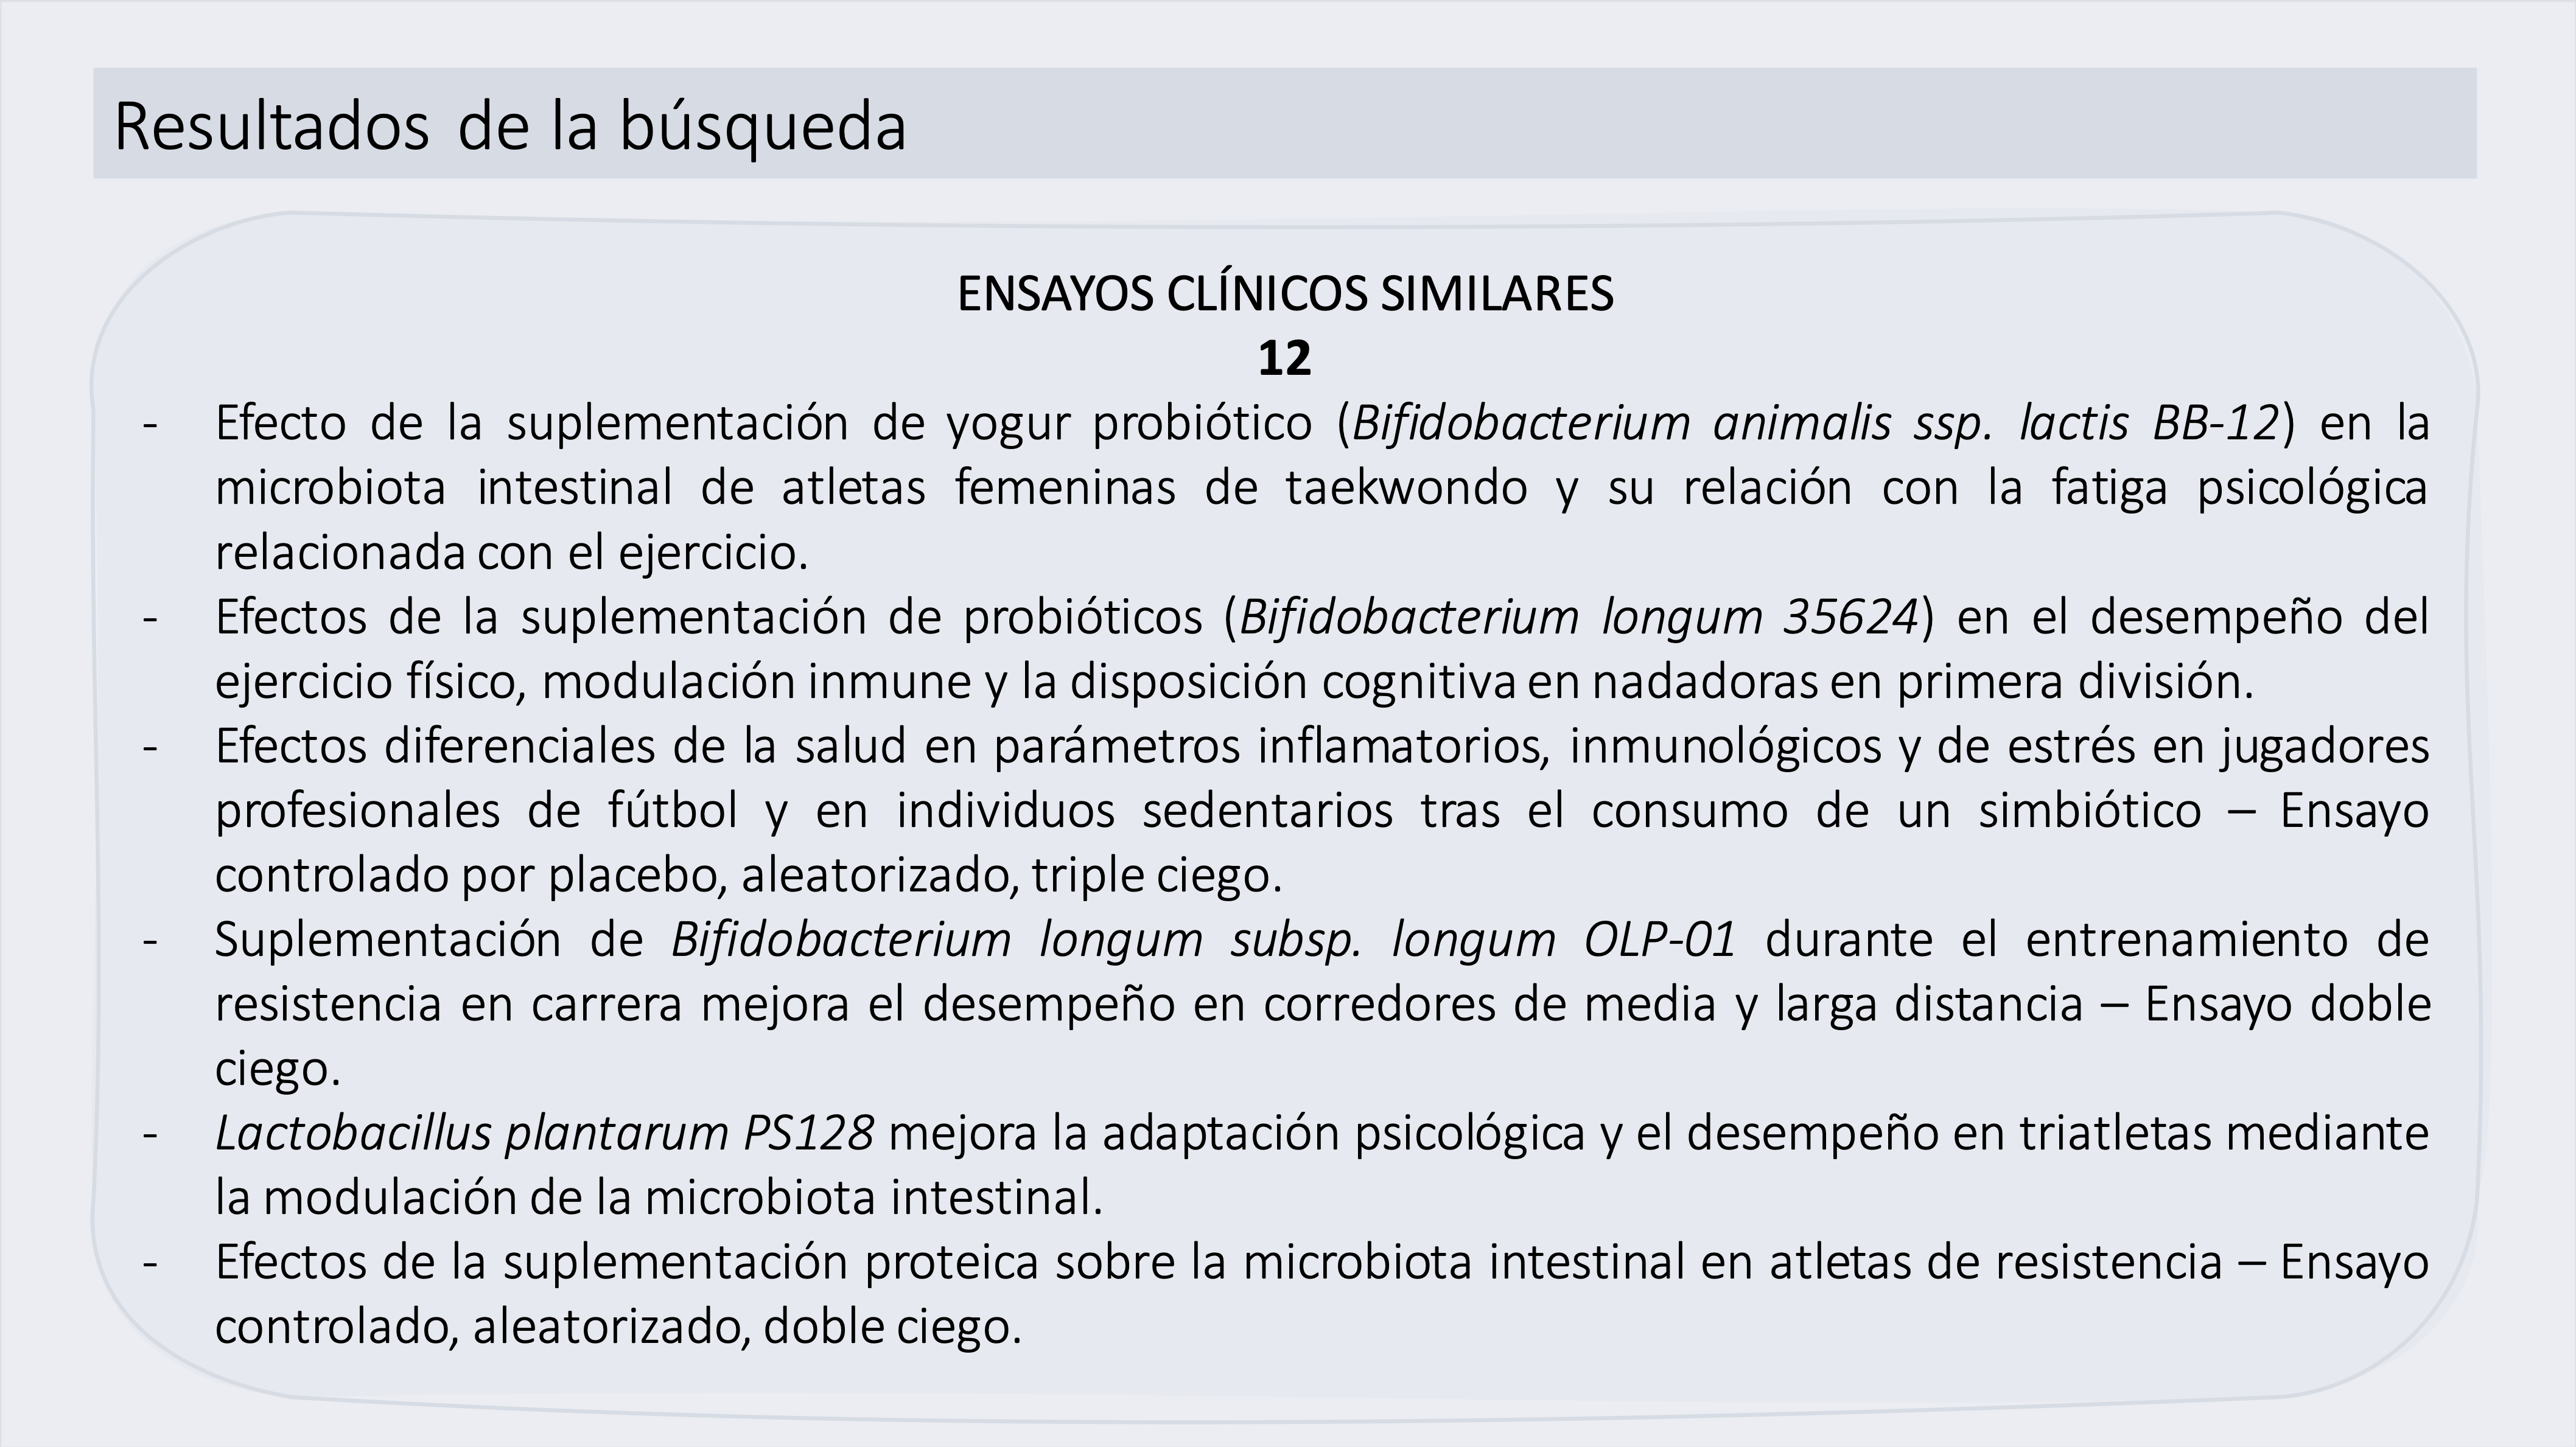 Resultados de la búsqueda
ENSAYOS CLÍNICOS SIMILARES
12
- Efecto de la suplementación de yogur probiótico (Bifidobacterium animalis ssp. lactis BB-12) en la
microbiota intestinal de atletas femeninas de taekwondo y su relación con la fatiga psicológica
relacionada con el ejercicio.
- Efectos de la suplementación de probióticos (Bifidobacterium longum 35624) en el desempeño del
ejercicio físico, modulación inmune y la disposición cognitiva en nadadoras en primera división.
- Efectos diferenciales de la salud en parámetros inflamatorios, inmunológicos y de estrés en jugadores
profesionales de fútbol y en individuos sedentarios tras el consumo de un simbiótico – Ensayo
controlado por placebo, aleatorizado, triple ciego.
- Suplementación de Bifidobacterium longum subsp. longum OLP-01 durante el entrenamiento de
resistencia en carrera mejora el desempeño en corredores de media y larga distancia – Ensayo doble
ciego.
- Lactobacillus plantarum PS128 mejora la adaptación psicológica y el desempeño en triatletas mediante
la modulación de la microbiota intestinal.
- Efectos de la suplementación proteica sobre la microbiota intestinal en atletas de resistencia – Ensayo
controlado, aleatorizado, doble ciego.